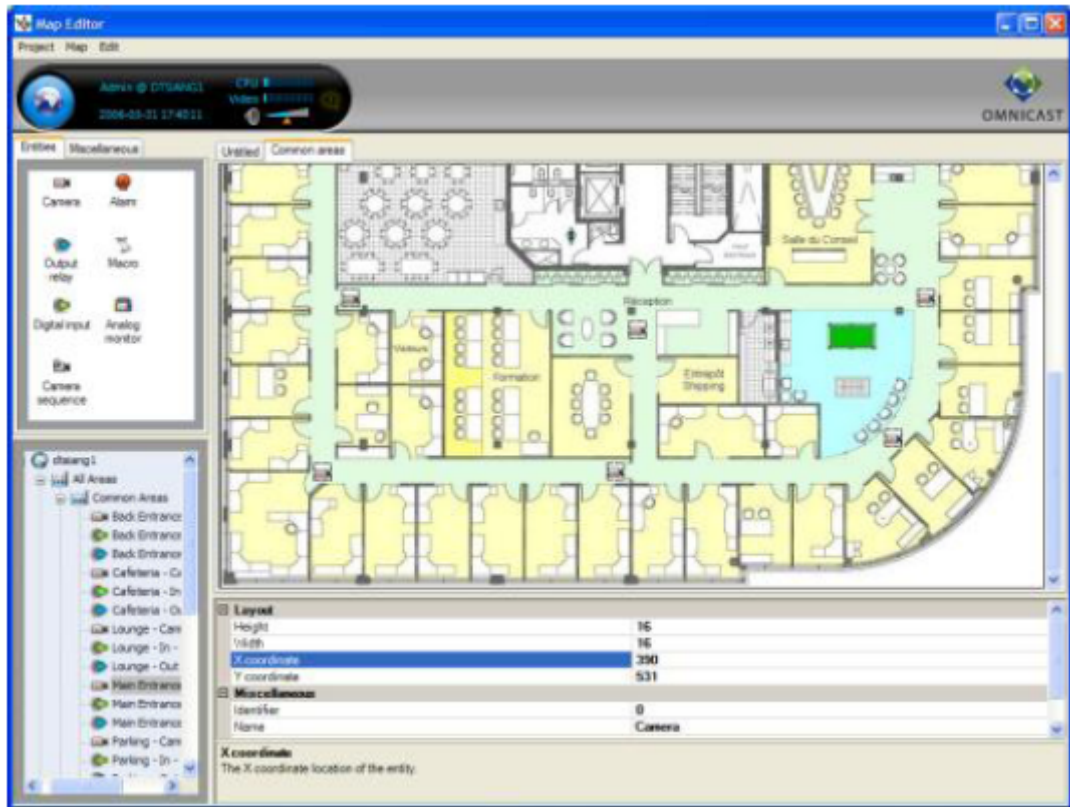 Map Editor
Project Map Edit
Admin @ DTSANG1
2006-03-31 17:40:11
CPU
Video
OMNICAST
Entities Miscellaneous
Untitled Common areas
Camera
Alarm
Output relay
Macro
Digital input
Analog monitor
Camera sequence
Salle du Conseil
Réception
Visiteurs
Formation
Entrepôt
Shipping
dtsang1
All Areas
Common Areas
Back Entrance
Back Entrance
Back Entrance
Cafeteria - Ca
Cafeteria - In
Cafeteria - Ou
Lounge - Cam
Lounge - In -
Lounge - Out
Main Entrance
Main Entrance
Main Entrance
Parking - Cam
Parking - In -
Layout
Height 16
Width 16
X coordinate 390
Y coordinate 531
Miscellaneous
Identifier 0
Name Camera
X coordinate
The X coordinate location of the entity.